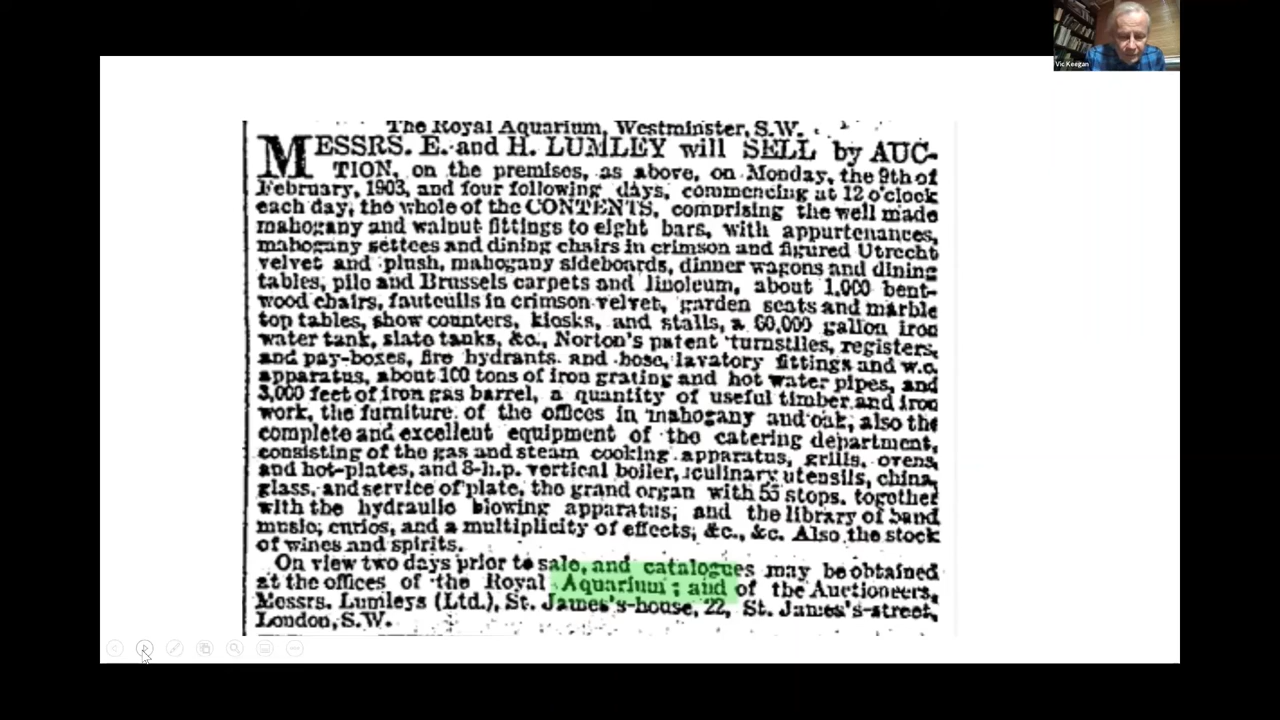 Vic Keegan
The Royal Aquarium, Westminster, S.W.
MESSRS. E. and H. LUMLEY will SELL by AUC-
TION, on the premises, as above, on Monday, the 9th of
February, 1903, and four following days, commencing at 12 o'clock
each day, the whole of the CONTENTS, comprising the well made
mahogany and walnut fittings to eight bars, with appurtenances,
mahogany settees and dining chairs in crimson and figured Utrecht
velvet and plush, mahogany sideboards, dinner wagons and dining
tables, pile and Brussels carpets and linoleum, about 1,000 bent-
wood chairs, fauteuils in crimson velvet, garden seats and marble
top tables, show counters, kiosks, and stalls, a 60,000 gallon iron
water tank, slate tanks, &c., Norton's patent turnstiles, registers,
and pay-boxes, fire hydrants and hose, lavatory fittings and w.c.
apparatus, about 100 tons of iron grating and hot water pipes, and
3,000 feet of iron gas barrel, a quantity of useful timber and iron
work, the furniture of the offices in mahogany and oak; also the
complete and excellent equipment of the catering department,
consisting of the gas and steam cooking apparatus, grills, ovens,
and hot-plates, and 8-h.p. vertical boiler, culinary utensils, china,
glass, and service of plate, the grand organ with 55 stops, together
with the hydraulic blowing apparatus; and the library of band
music; curios, and a multiplicity of effects, &c., &c. Also the stock
of wines and spirits.
On view two days prior to sale, and catalogues may be obtained
at the offices of the Royal Aquarium; and of the Auctioneers,
Messrs. Lumleys (Ltd.), St. James's-house, 22, St. James's-street,
London, S.W.